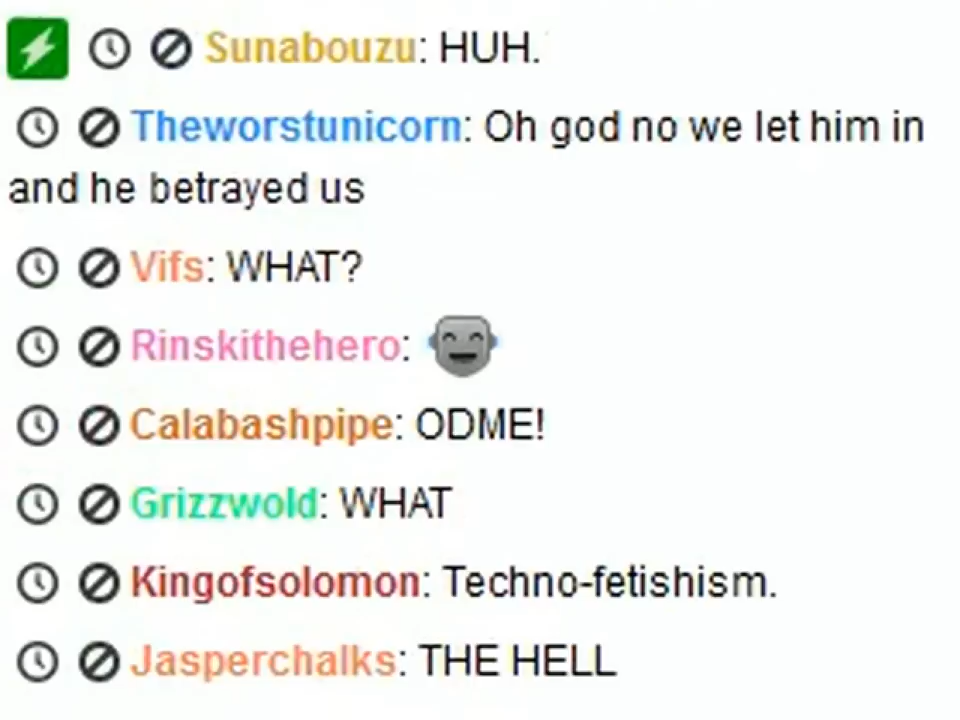 Sunabouzu: HUH.
Theworstunicorn: Oh god no we let him in
and he betrayed us
Vifs: WHAT?
Rinskithehero:
Calabashpipe: ODME!
Grizzwold: WHAT
Kingofsolomon: Techno-fetishism.
Jasperchalks: THE HELL